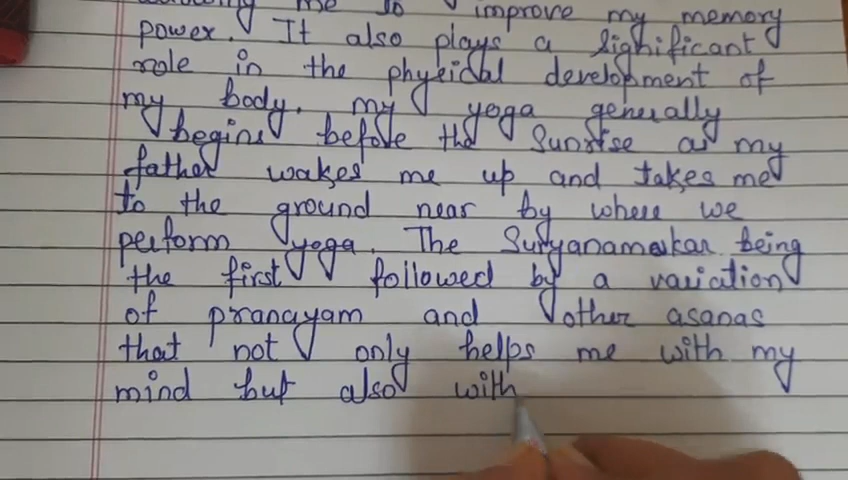 me to improve my memory
power. It also plays a significant
role in the physical development of
my body. my yoga generally
begins before the Sunrise as my
father wakes me up and takes me
to the ground near by where we
perform yoga. The Suryanamaskar being
the first followed by a variation
of pranayam and other asanas
that not only helps me with my
mind but also with